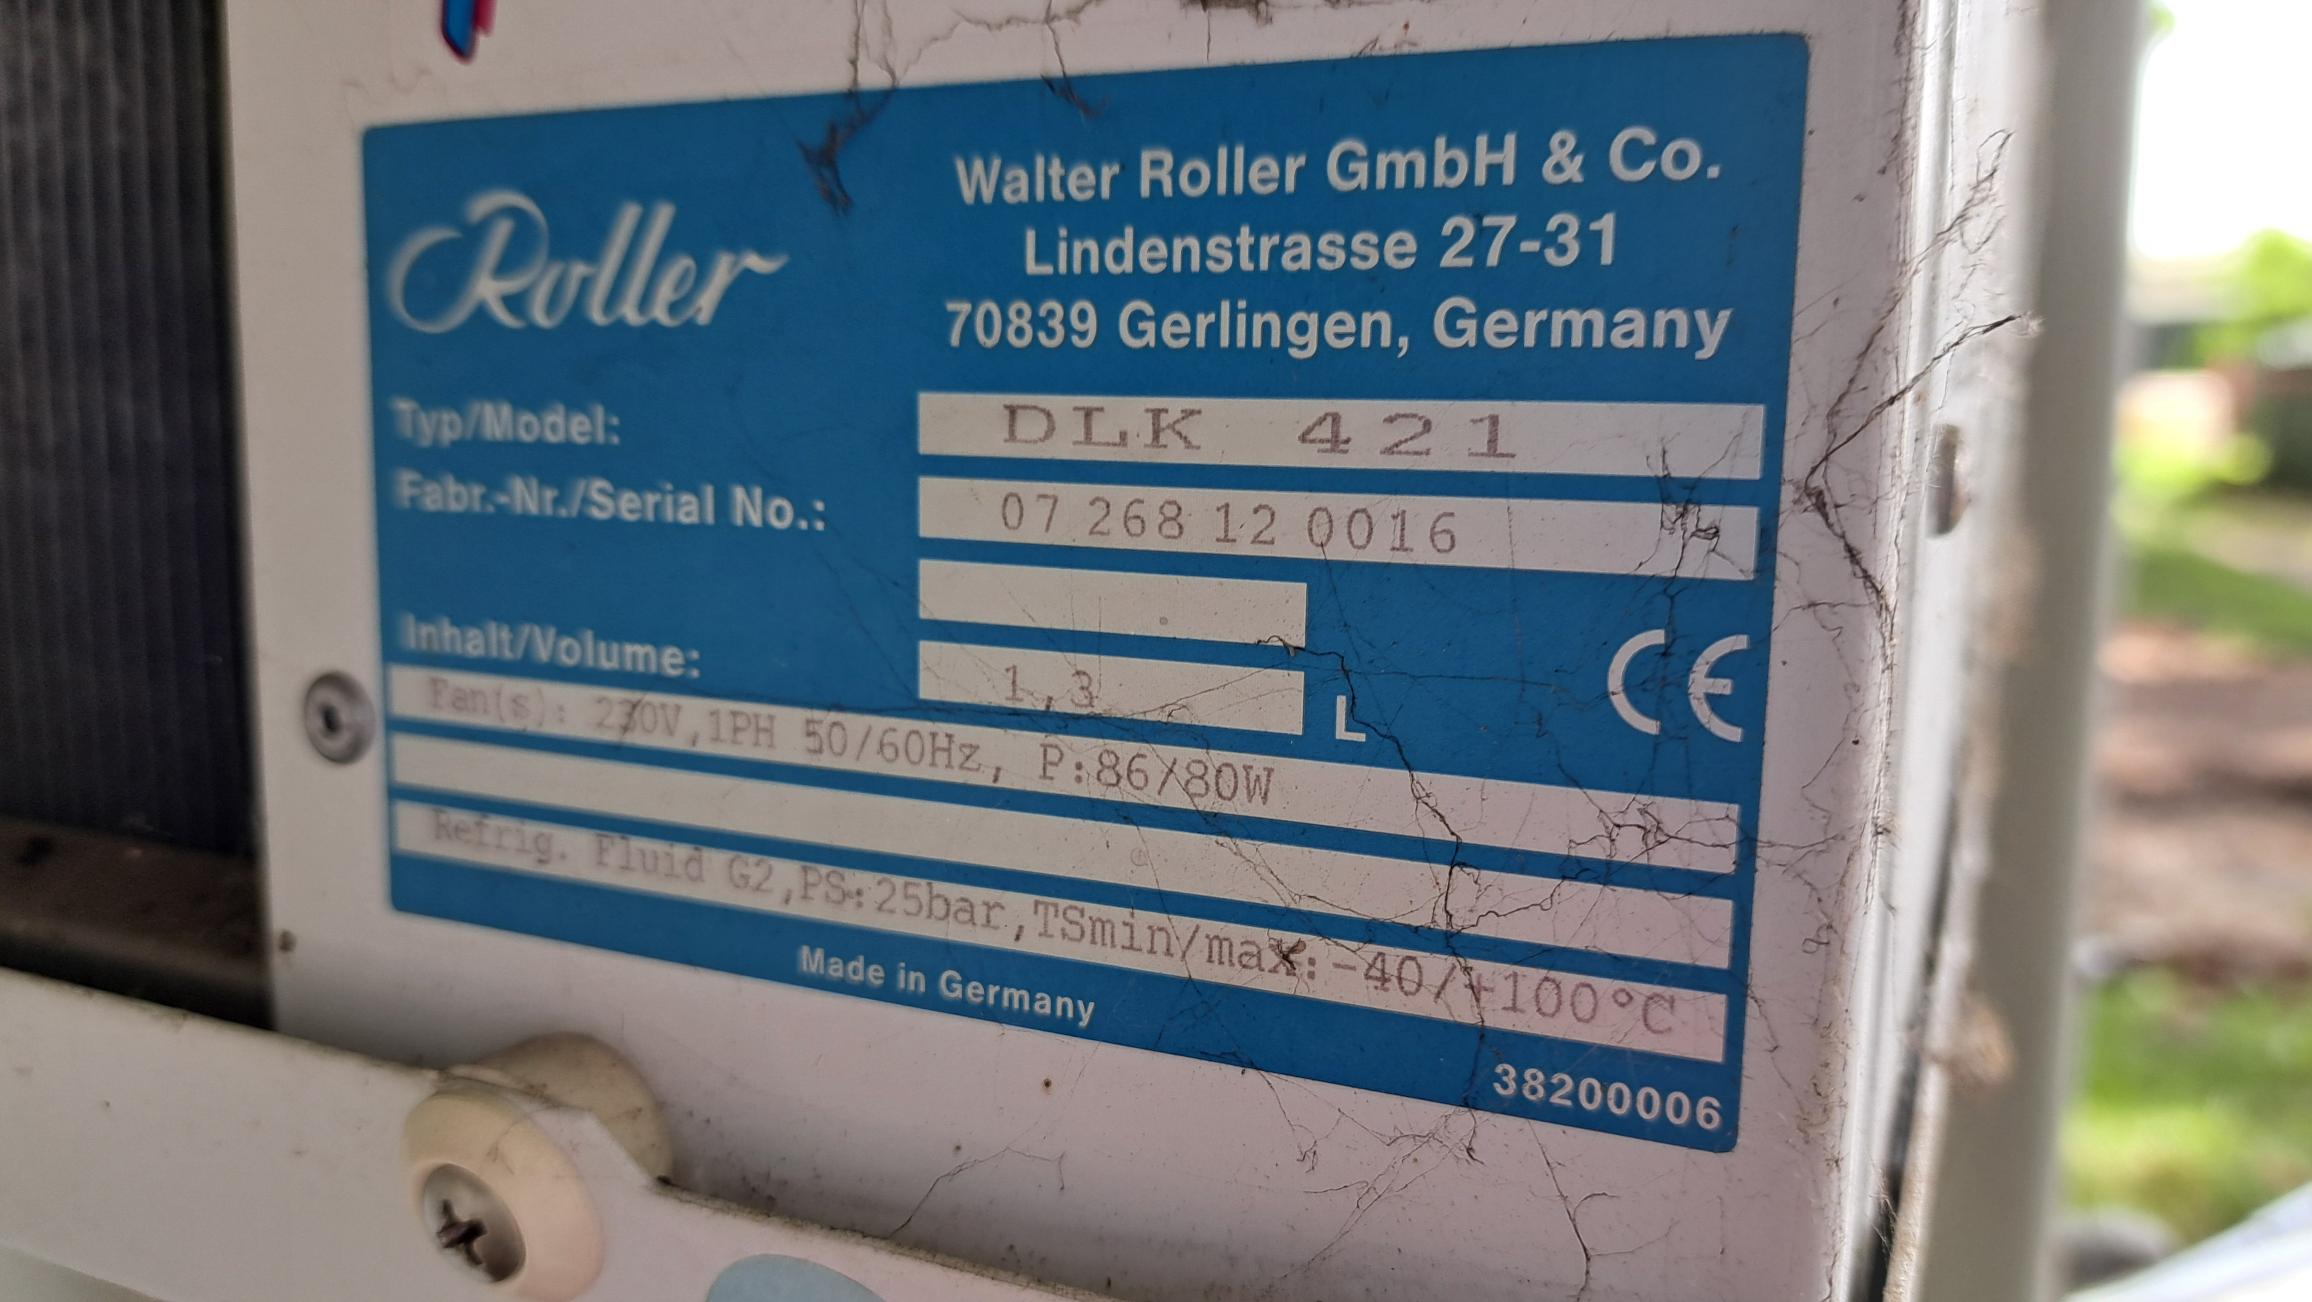 Roller
Walter Roller GmbH & Co.
Lindenstrasse 27-31
70839 Gerlingen, Germany
Typ/Model: DLK 421
Fabr.-Nr./Serial No.: 07 268 12 0016
Inhalt/Volume: 1,3 L
CE
Fan(s): 230V,1PH 50/60Hz, P:86/80W
Refrig. Fluid G2,PS:25bar,TSmin/max:-40/+100°C
Made in Germany
38200006